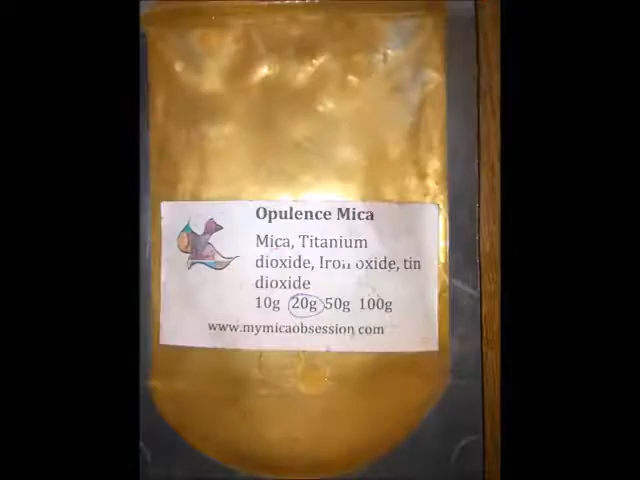 Opulence Mica
Mica, Titanium
dioxide, Iron oxide, tin
dioxide
10g 20g 50g 100g
www.mymicaobsession.com